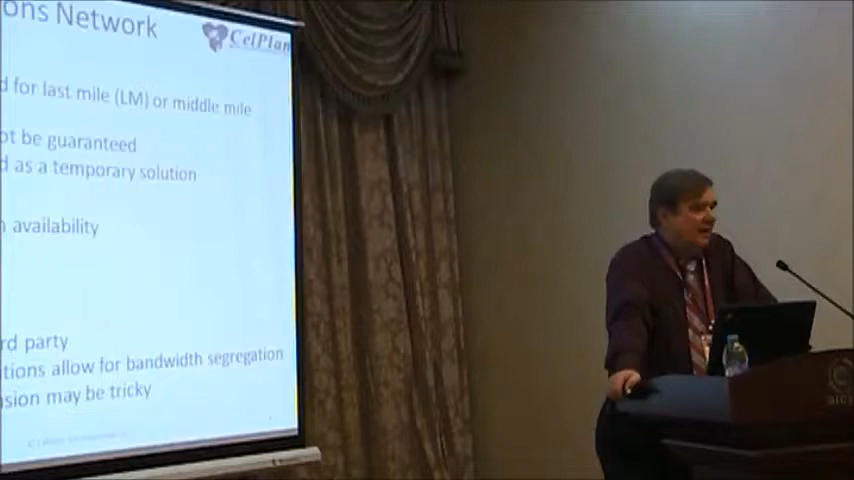 ons Network
CelPlan
d for last mile (LM) or middle mile
ot be guaranteed
d as a temporary solution
n availability
rd party
tions allow for bandwidth segregation
nsion may be tricky